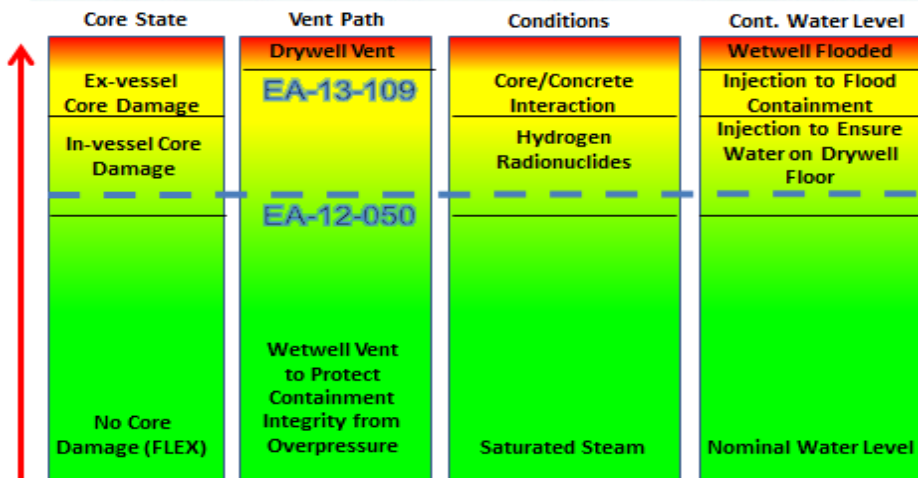 Core State
Vent Path
Conditions
Cont. Water Level
Drywell Vent
Wetwell Flooded
Ex-vessel
Core Damage
EA-13-109
Core/Concrete
Interaction
Injection to Flood
Containment
In-vessel Core
Damage
Hydrogen
Radionuclides
Injection to Ensure
Water on Drywell
Floor
EA-12-050
No Core
Damage (FLEX)
Wetwell Vent
to Protect
Containment
Integrity from
Overpressure
Saturated Steam
Nominal Water Level